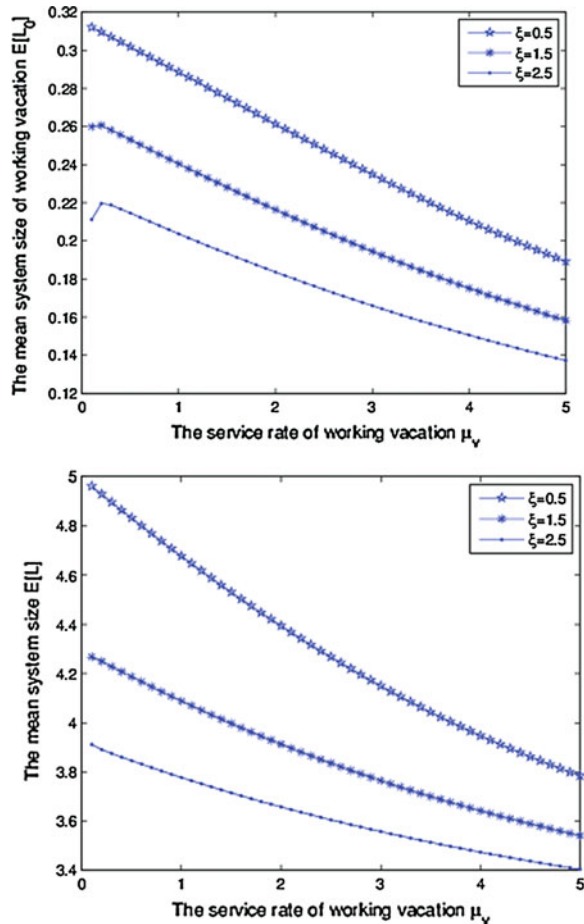 The mean system size of working vacation E[L₀]
0.32
0.3
0.28
0.26
0.24
0.22
0.2
0.18
0.16
0.14
0.12
ξ=0.5
ξ=1.5
ξ=2.5
0 1 2 3 4 5
The service rate of working vacation μᵥ
The mean system size E[L]
5
4.8
4.6
4.4
4.2
4
3.8
3.6
3.4
ξ=0.5
ξ=1.5
ξ=2.5
0 1 2 3 4 5
The service rate of working vacation μᵥ